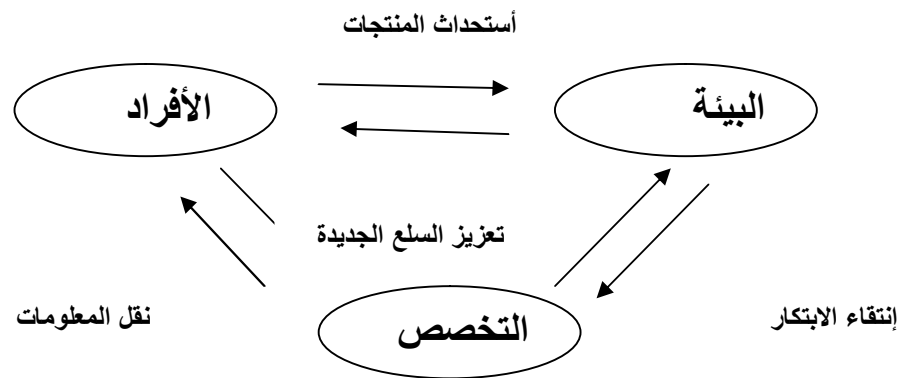 أستحداث المنتجات
الأفراد
البيئة
تعزيز السلع الجديدة
نقل المعلومات
التخصص
إنتقاء الابتكار